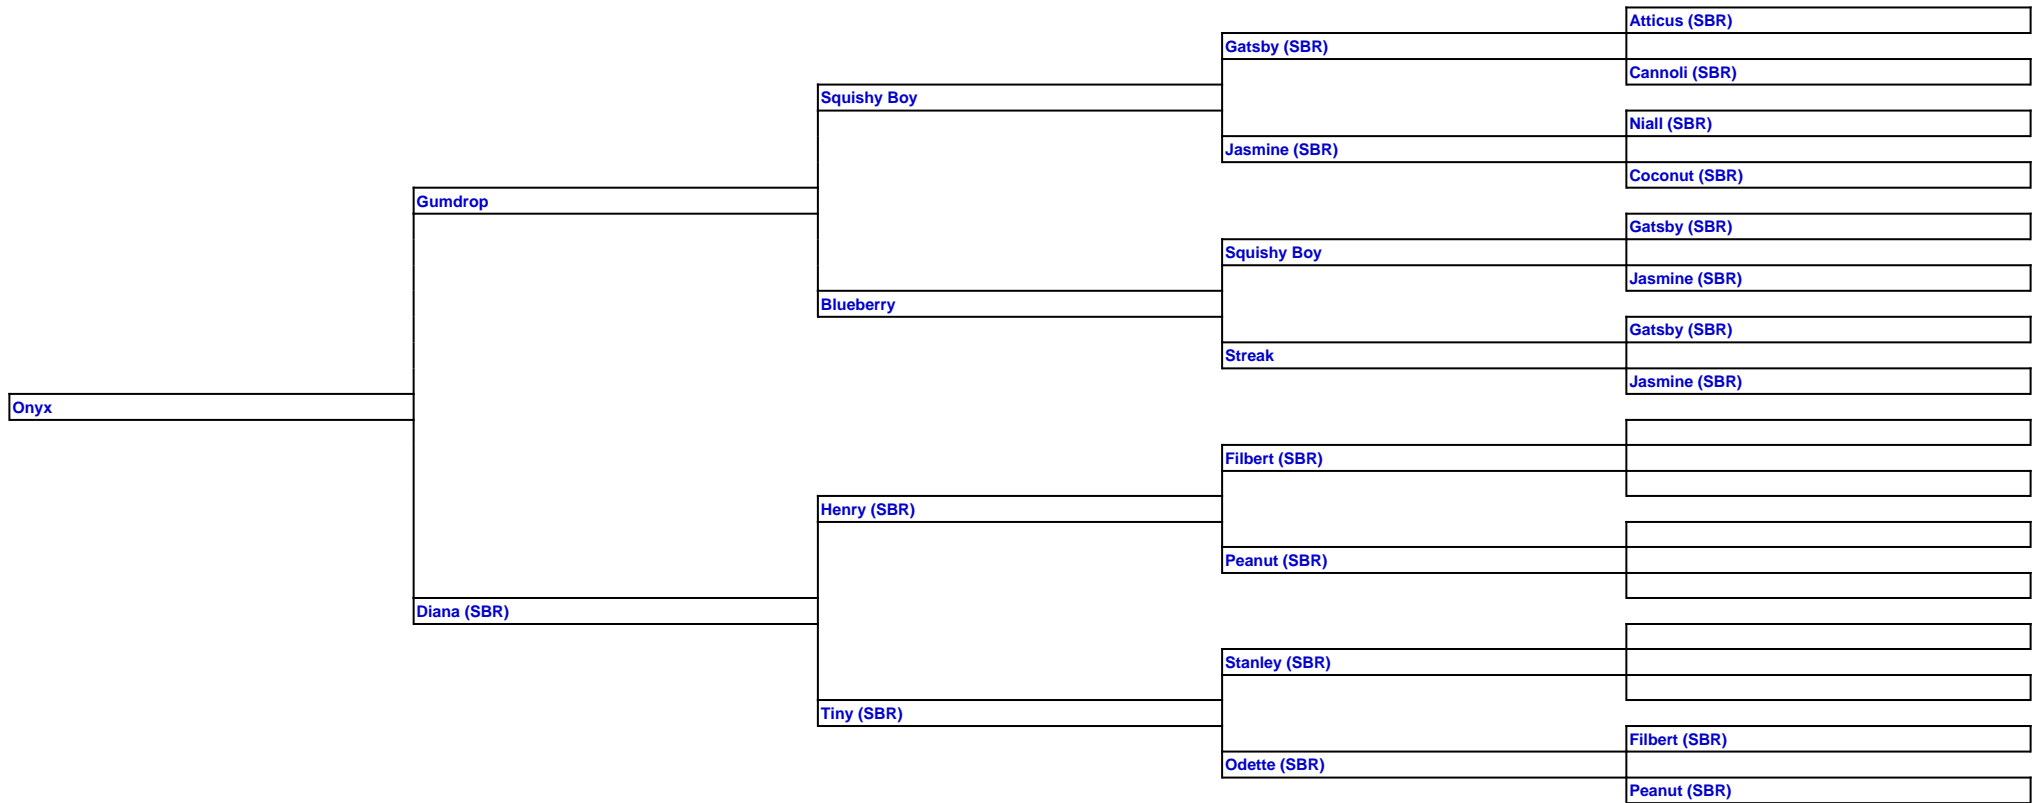 Atticus (SBR)
Gatsby (SBR)
Cannoli (SBR)
Squishy Boy
Niall (SBR)
Jasmine (SBR)
Coconut (SBR)
Gumdrop
Gatsby (SBR)
Squishy Boy
Jasmine (SBR)
Blueberry
Gatsby (SBR)
Streak
Jasmine (SBR)
Onyx
Filbert (SBR)
Henry (SBR)
Peanut (SBR)
Diana (SBR)
Stanley (SBR)
Tiny (SBR)
Filbert (SBR)
Odette (SBR)
Peanut (SBR)